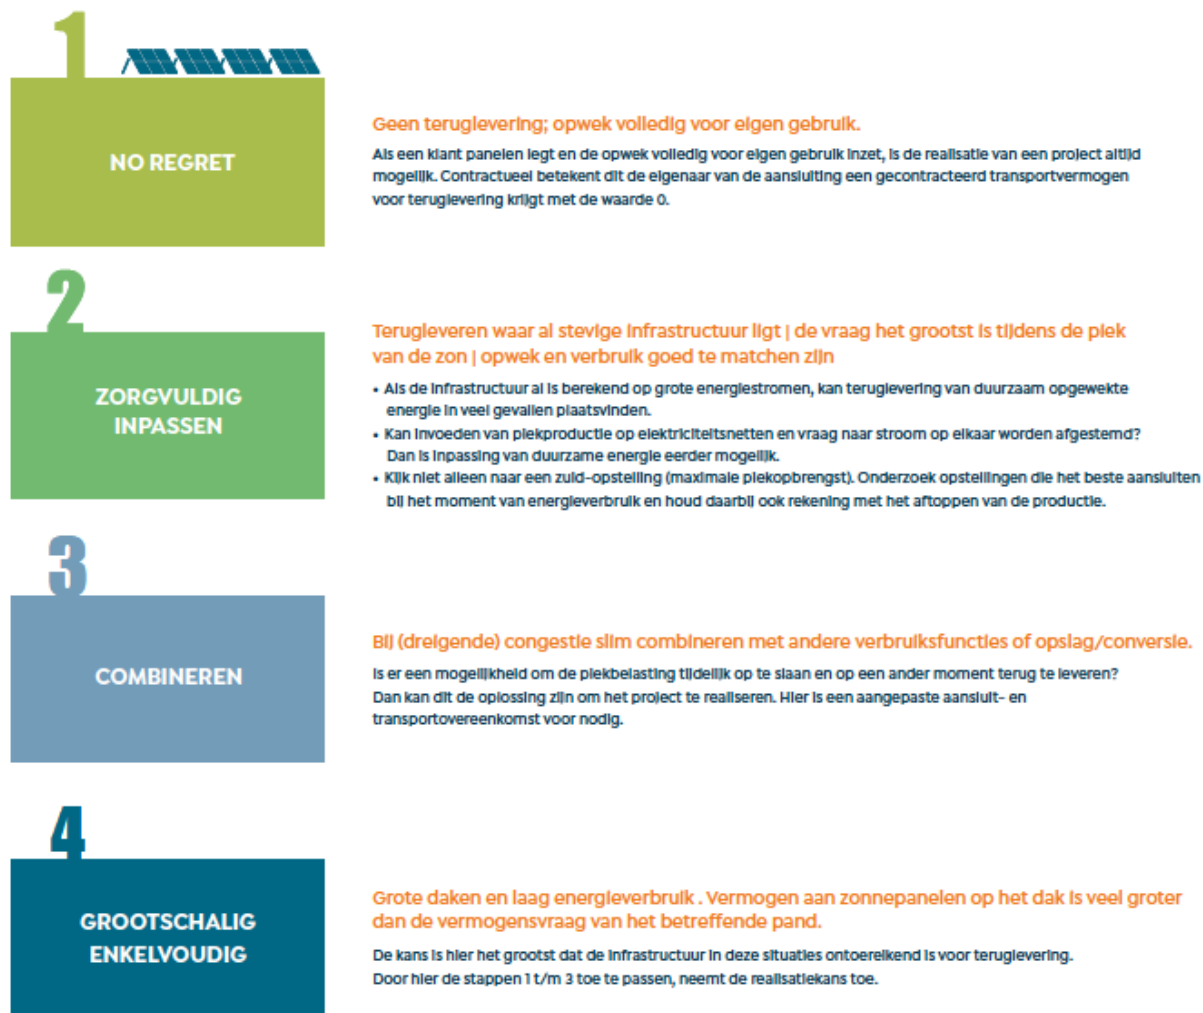 1
NO REGRET
Geen teruglevering; opwek volledig voor eigen gebruik.
Als een klant panelen legt en de opwek volledig voor eigen gebruik inzet, is de realisatie van een project altijd
mogelijk. Contractueel betekent dit de eigenaar van de aansluiting een gecontracteerd transportvermogen
voor teruglevering krijgt met de waarde 0.
2
ZORGVULDIG
INPASSEN
Terugleveren waar al stevige infrastructuur ligt | de vraag het grootst is tijdens de piek
van de zon | opwek en verbruik goed te matchen zijn
• Als de infrastructuur al is berekend op grote energiestromen, kan teruglevering van duurzaam opgewekte
energie in veel gevallen plaatsvinden.
• Kan invoeden van piekproductie op elektriciteitsnetten en vraag naar stroom op elkaar worden afgestemd?
Dan is inpassing van duurzame energie eerder mogelijk.
• Kijk niet alleen naar een zuid-opstelling (maximale piekopbrengst). Onderzoek opstellingen die het beste aansluiten
bij het moment van energieverbruik en houd daarbij ook rekening met het aftoppen van de productie.
3
COMBINEREN
Bij (dreigende) congestie slim combineren met andere verbruiksfuncties of opslag/conversie.
Is er een mogelijkheid om de piekbelasting tijdelijk op te slaan en op een ander moment terug te leveren?
Dan kan dit de oplossing zijn om het project te realiseren. Hier is een aangepaste aansluit- en
transportovereenkomst voor nodig.
4
GROOTSCHALIG
ENKELVOUDIG
Grote daken en laag energieverbruik . Vermogen aan zonnepanelen op het dak is veel groter
dan de vermogensvraag van het betreffende pand.
De kans is hier het grootst dat de infrastructuur in deze situaties ontoereikend is voor teruglevering.
Door hier de stappen 1 t/m 3 toe te passen, neemt de realisatiekans toe.